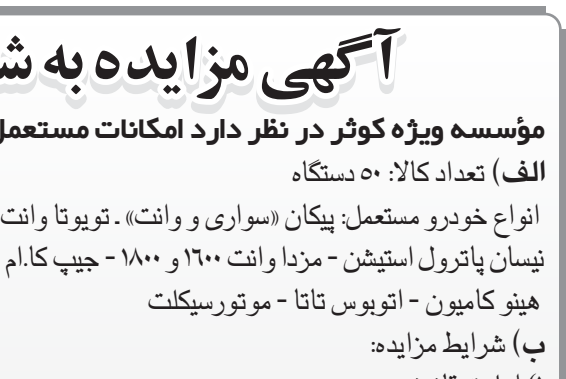 آگهی مزایده به
مؤسسه ویژه کوثر در نظر دارد امکانات مستعمل
الف) تعداد کالا: ۵۰ دستگاه
انواع خودرو مستعمل: پیکان «سواری و وانت» ـ تویوتا وانت
نیسان پاترول استیشن - مزدا وانت ۱۶۰۰ و ۱۸۰۰ - جیپ کا.ام
هینو کامیون - اتوبوس تاتا - موتورسیکلت
ب) شرایط مزایده: